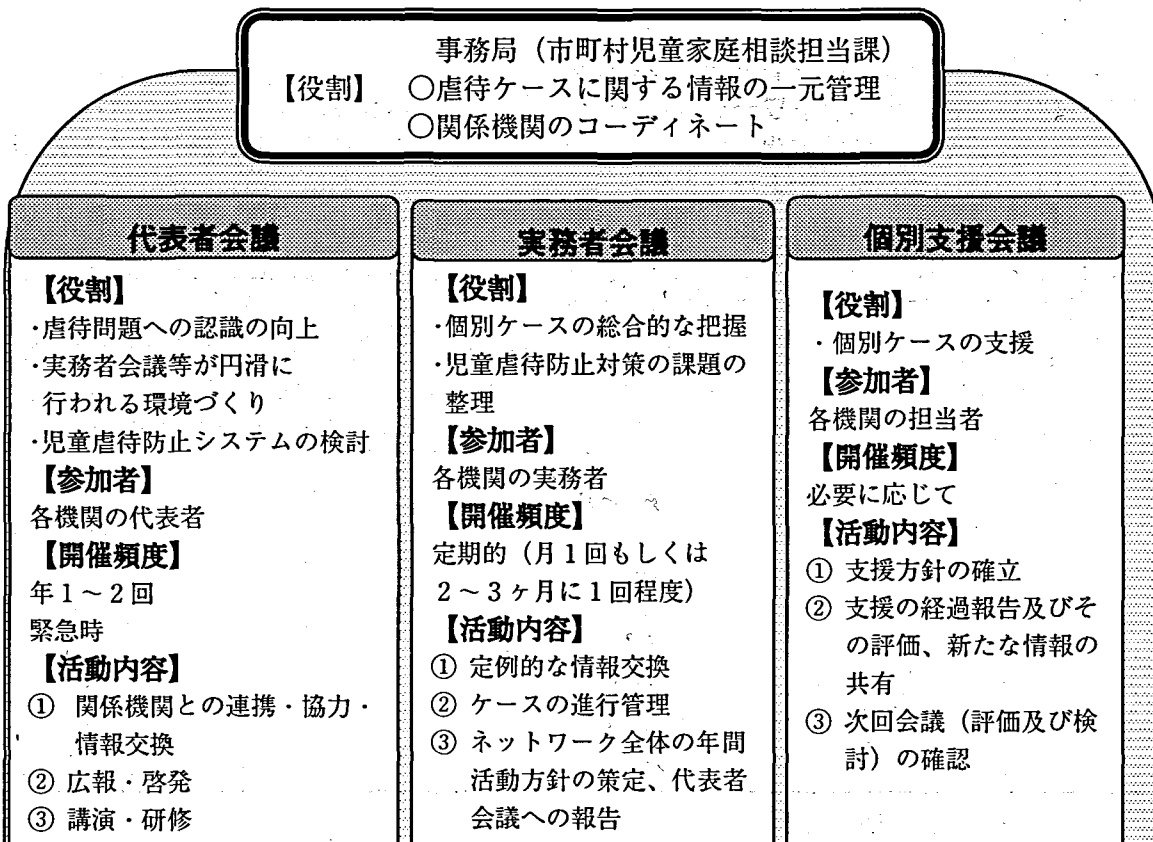 事務局（市町村児童家庭相談担当課）
【役割】 ○虐待ケースに関する情報の一元管理
○関係機関のコーディネート
代表者会議
【役割】
・虐待問題への認識の向上
・実務者会議等が円滑に
行われる環境づくり
・児童虐待防止システムの検討
【参加者】
各機関の代表者
【開催頻度】
年１～２回
緊急時
【活動内容】
① 関係機関との連携・協力・
情報交換
② 広報・啓発
③ 講演・研修
実務者会議
【役割】
・個別ケースの総合的な把握
・児童虐待防止対策の課題の
整理
【参加者】
各機関の実務者
【開催頻度】
定期的（月１回もしくは
２～３ヶ月に１回程度）
【活動内容】
① 定例的な情報交換
② ケースの進行管理
③ ネットワーク全体の年間
活動方針の策定、代表者
会議への報告
個別支援会議
【役割】
・個別ケースの支援
【参加者】
各機関の担当者
【開催頻度】
必要に応じて
【活動内容】
① 支援方針の確立
② 支援の経過報告及びそ
の評価、新たな情報の
共有
③ 次回会議（評価及び検
討）の確認